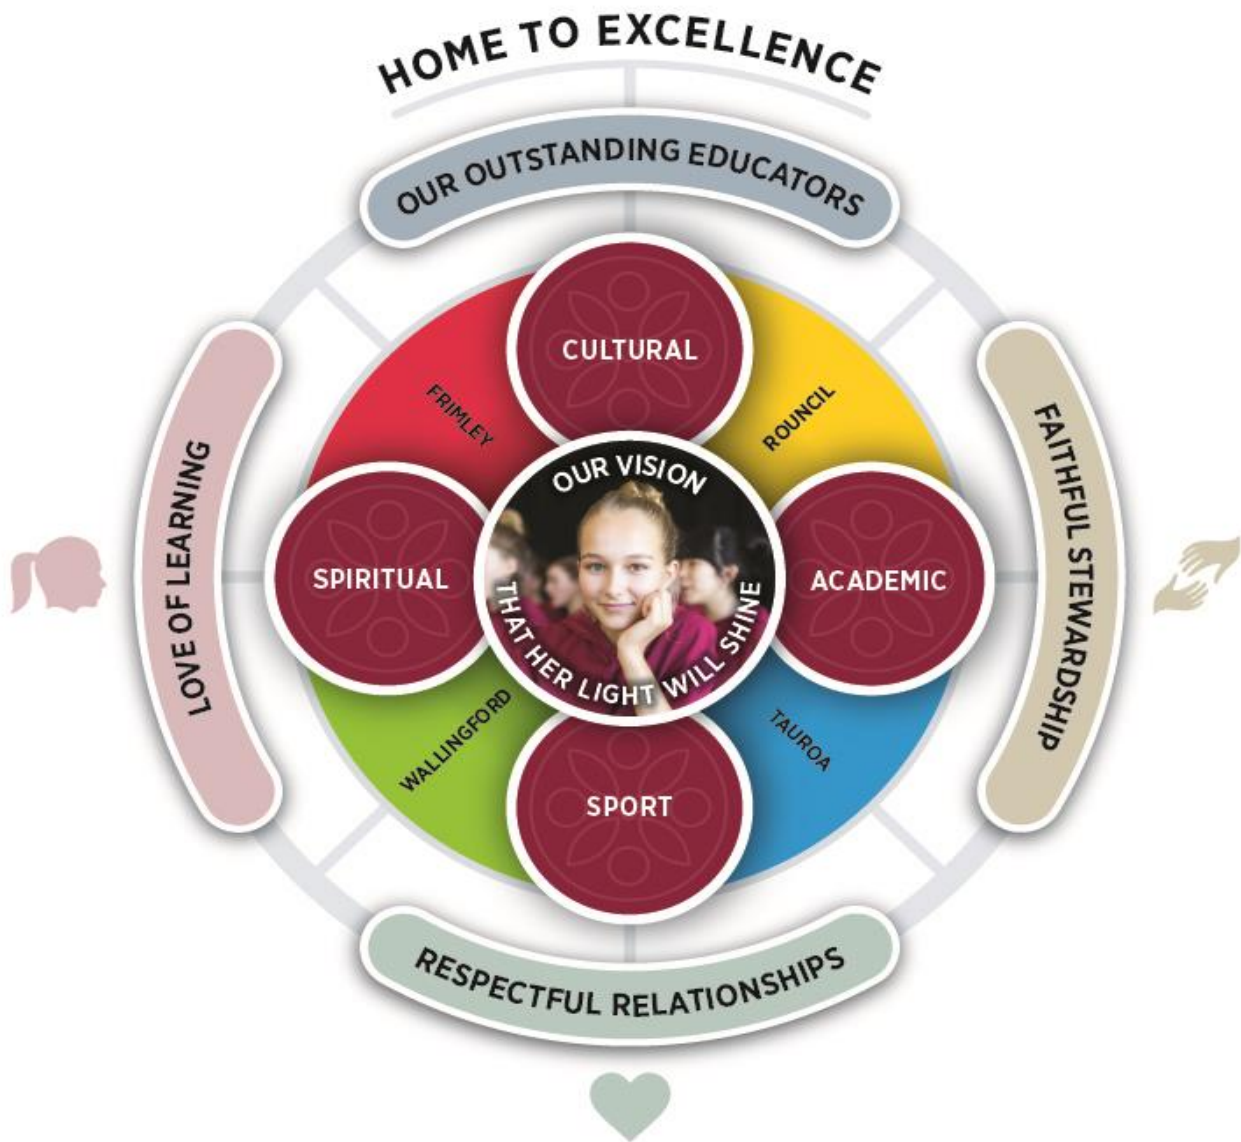 HOME TO EXCELLENCE
OUR OUTSTANDING EDUCATORS
CULTURAL
FRIMLEY
ROUNCIL
LOVE OF LEARNING
FAITHFUL STEWARDSHIP
OUR VISION
SPIRITUAL
ACADEMIC
THAT HER LIGHT WILL SHINE
WALLINGFORD
TAUROA
SPORT
RESPECTFUL RELATIONSHIPS